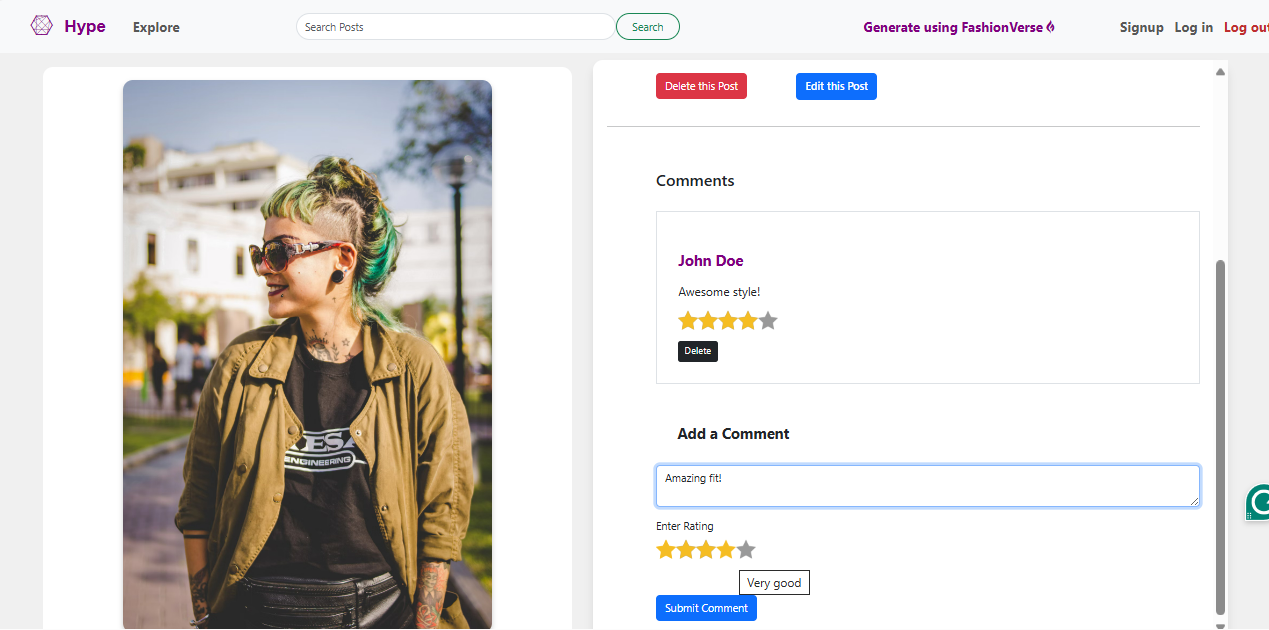 Hype
Explore
Search Posts
Search
Generate using FashionVerse
Signup
Log in
Log out
Delete this Post
Edit this Post
Comments
John Doe
Awesome style!
Delete
Add a Comment
Amazing fit!
Enter Rating
Very good
Submit Comment
ENGINEERING